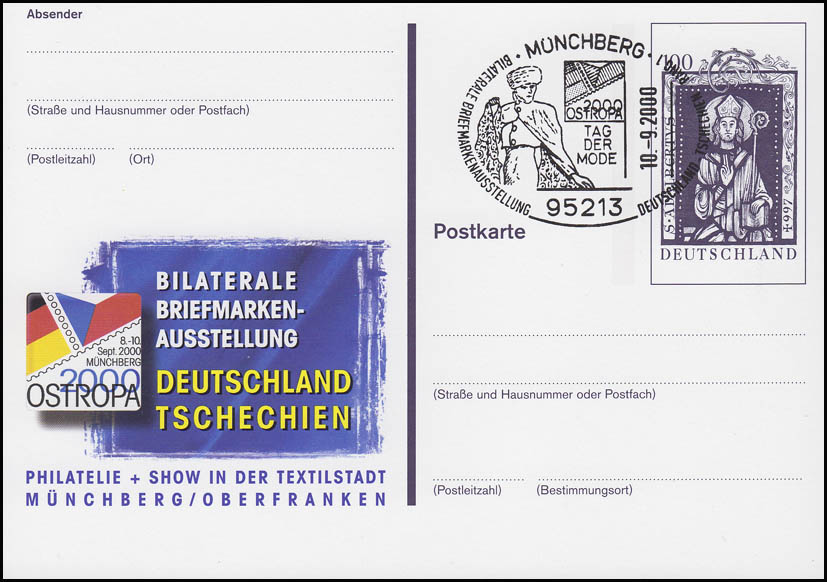 Absender
(Straße und Hausnummer oder Postfach)
(Postleitzahl) (Ort)
BILATERALE
BRIEFMARKEN-
AUSSTELLUNG
DEUTSCHLAND
TSCHECHIEN
8.-10.
Sept. 2000
MÜNCHBERG
2000
OSTROPA
PHILATELIE + SHOW IN DER TEXTILSTADT
MÜNCHBERG/OBERFRANKEN
· MÜNCHBERG ·
BILATERALE BRIEFMARKENAUSSTELLUNG
DEUTSCHLAND - TSCHECHIEN
2000
OSTROPA
TAG
DER
MODE
10.-9.2000
95213
100
S·ADALBERTVS
✝997
DEUTSCHLAND
Postkarte
(Straße und Hausnummer oder Postfach)
(Postleitzahl) (Bestimmungsort)